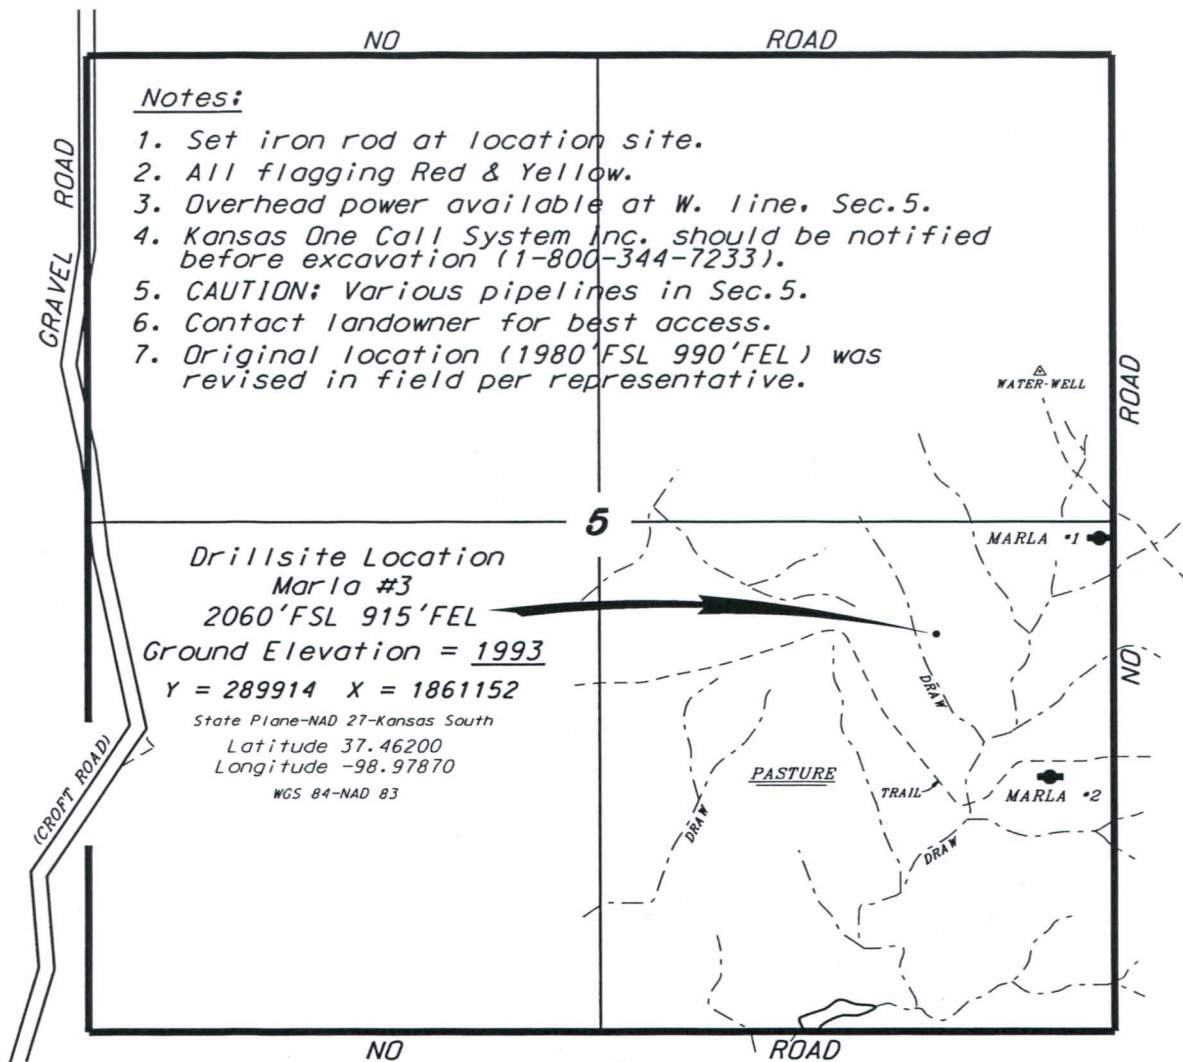 NO ROAD
Notes:
1. Set iron rod at location site.
2. All flagging Red & Yellow.
3. Overhead power available at W. line, Sec.5.
4. Kansas One Call System inc. should be notified
before excavation (1-800-344-7233).
5. CAUTION: Various pipelines in Sec.5.
6. Contact landowner for best access.
7. Original location (1980'FSL 990'FEL) was
revised in field per representative.
GRAVEL ROAD
WATER-WELL
NO ROAD
5
MARLA #1
Drillsite Location
Marla #3
2060'FSL 915'FEL
Ground Elevation = 1993
Y = 289914 X = 1861152
State Plane-NAD 27-Kansas South
Latitude 37.46200
Longitude -98.97870
WGS 84-NAD 83
(CROFT ROAD)
DRAW
PASTURE
TRAIL
MARLA #2
DRAW
DRAW
NO ROAD